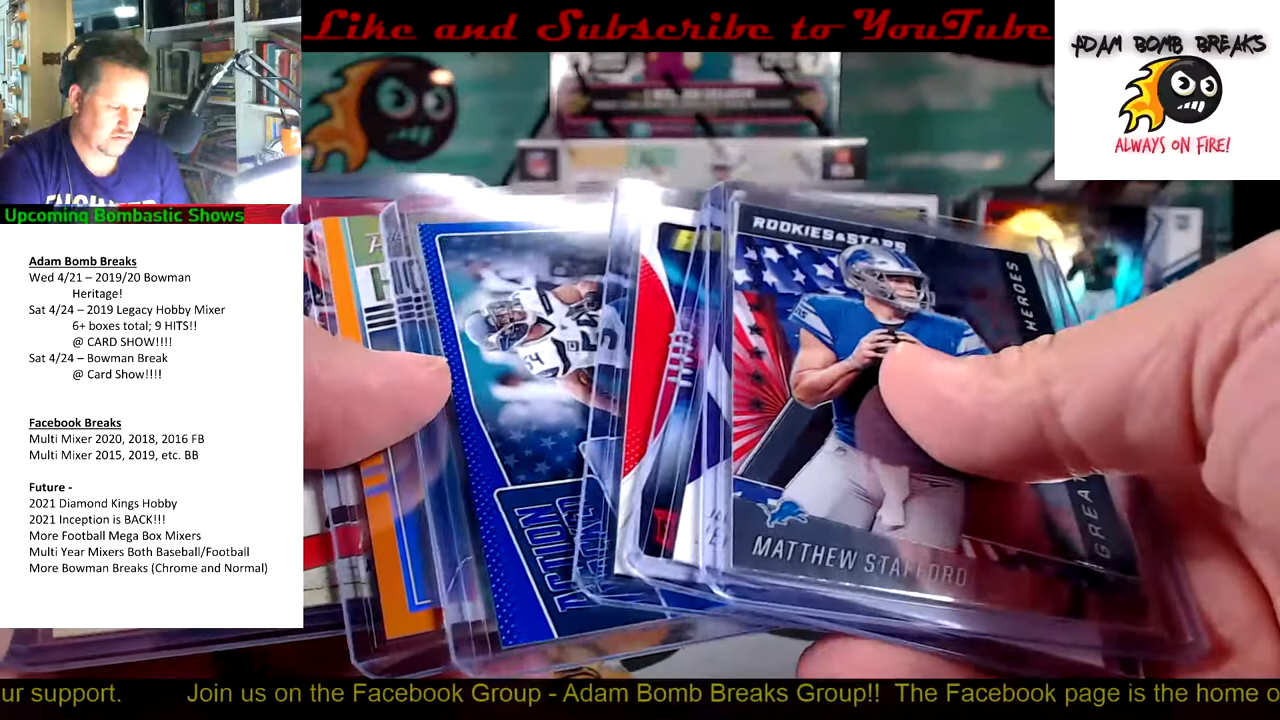 Like and Subscribe to YouTube
ADAM BOMB BREAKS
ALWAYS ON FIRE!
Upcoming Bombastic Shows
Adam Bomb Breaks
Wed 4/21 – 2019/20 Bowman
Heritage!
Sat 4/24 – 2019 Legacy Hobby Mixer
6+ boxes total; 9 HITS!!
@ CARD SHOW!!!!
Sat 4/24 – Bowman Break
@ Card Show!!!!
Facebook Breaks
Multi Mixer 2020, 2018, 2016 FB
Multi Mixer 2015, 2019, etc. BB
Future -
2021 Diamond Kings Hobby
2021 Inception is BACK!!!
More Football Mega Box Mixers
Multi Year Mixers Both Baseball/Football
More Bowman Breaks (Chrome and Normal)
ROOKIES & STARS
HEROES
GREAT
MATTHEW STAFFORD
ACTION
ur support. Join us on the Facebook Group - Adam Bomb Breaks Group!! The Facebook page is the home o